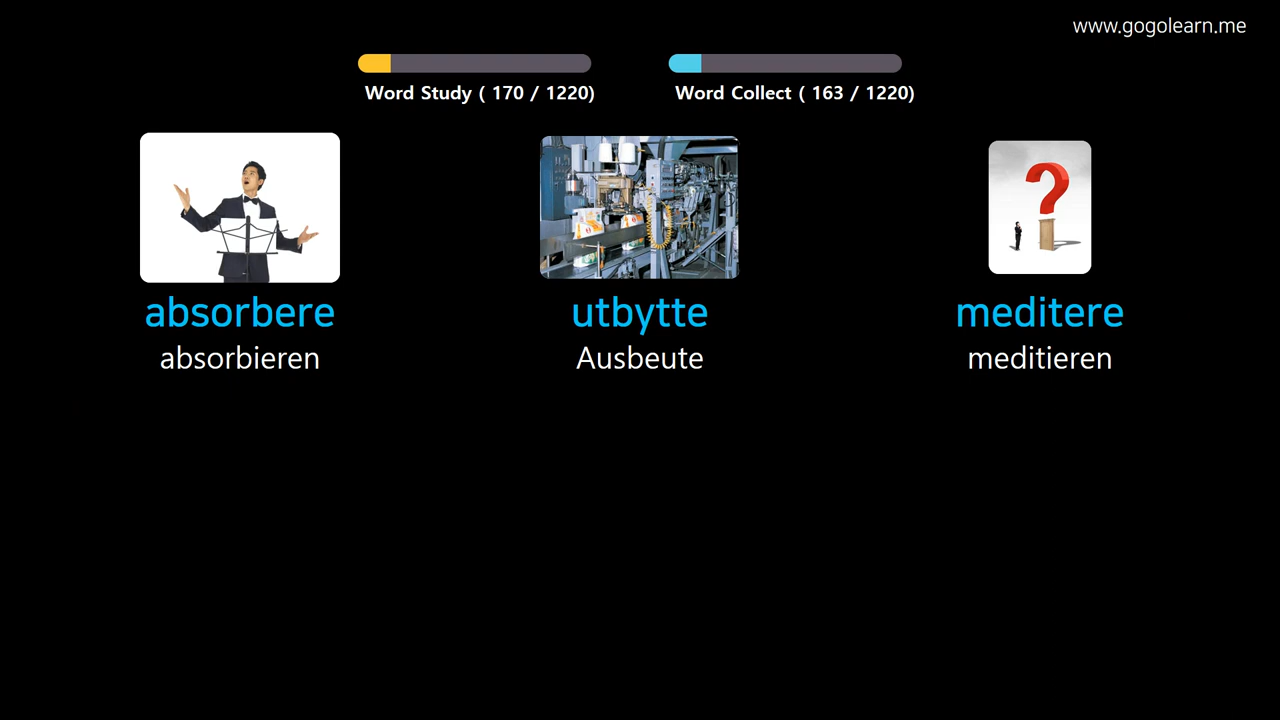 www.gogolearn.me
Word Study ( 170 / 1220)
Word Collect ( 163 / 1220)
absorbere
utbytte
meditere
absorbieren
Ausbeute
meditieren